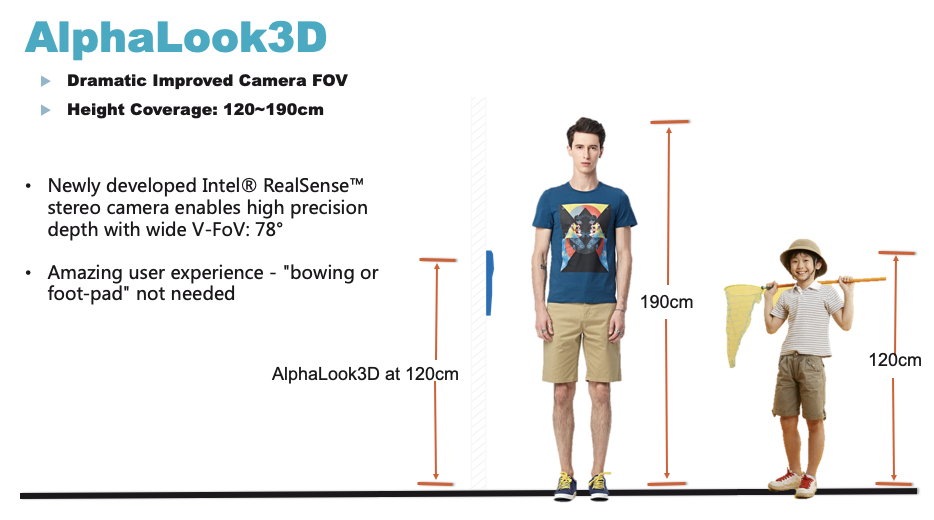 AlphaLook3D
Dramatic Improved Camera FOV
Height Coverage: 120~190cm
• Newly developed Intel® RealSense™
stereo camera enables high precision
depth with wide V-FoV: 78°
• Amazing user experience - "bowing or
foot-pad" not needed
AlphaLook3D at 120cm
190cm
120cm